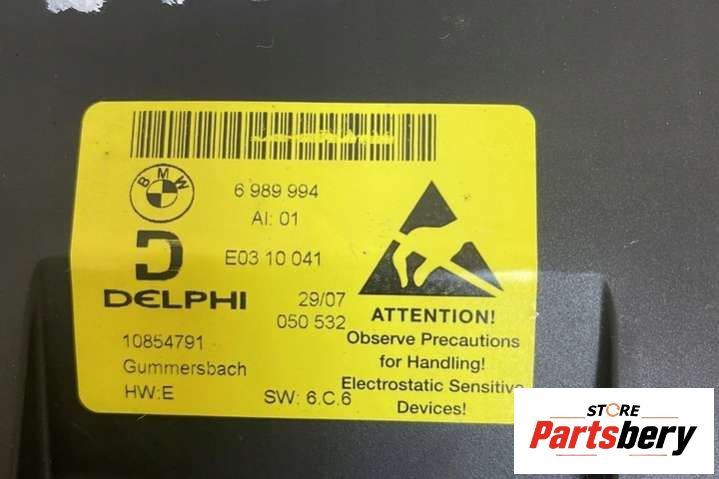 BMW
6 989 994
AI: 01
E03 10 041
DELPHI
29/07
050 532
10854791
Gummersbach
HW:E
SW: 6.C.6
ATTENTION!
Observe Precautions
for Handling!
Electrostatic Sensitive
Devices!
STORE
Partsbery